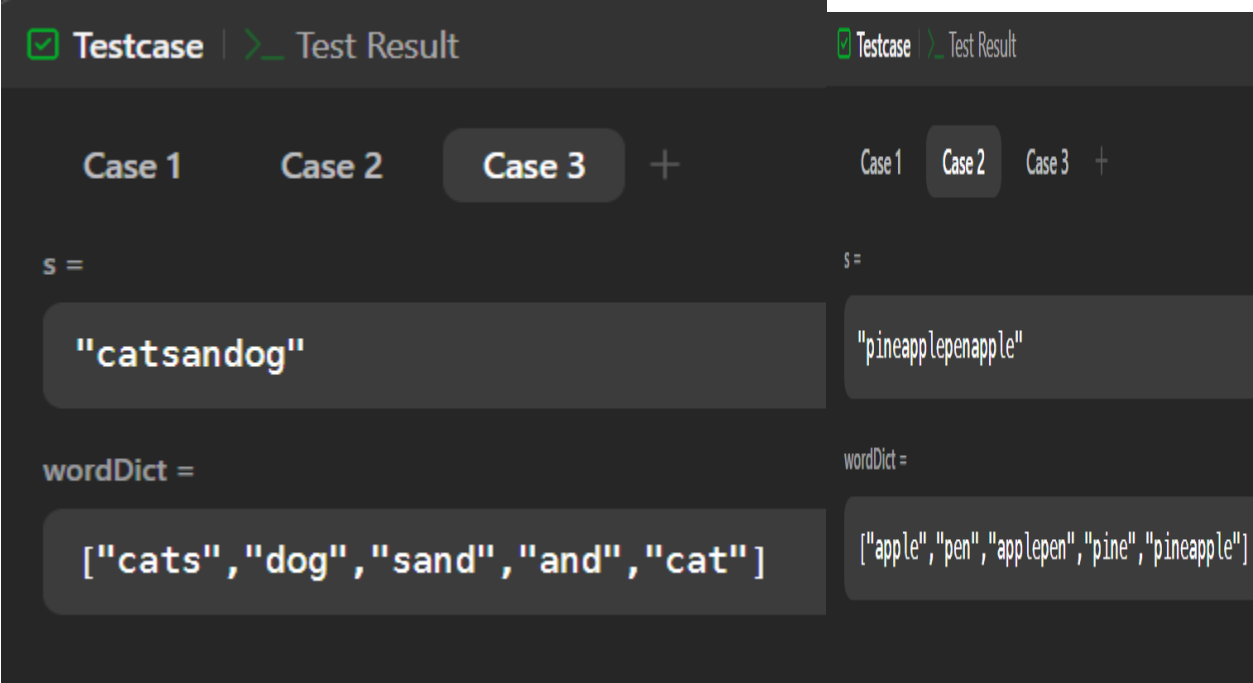 Testcase >_ Test Result
Case 1 Case 2 Case 3 +
s =
"catsandog"
wordDict =
["cats","dog","sand","and","cat"]
Testcase >_ Test Result
Case 1 Case 2 Case 3 +
s =
"pineapplepenapple"
wordDict =
["apple","pen","applepen","pine","pineapple"]